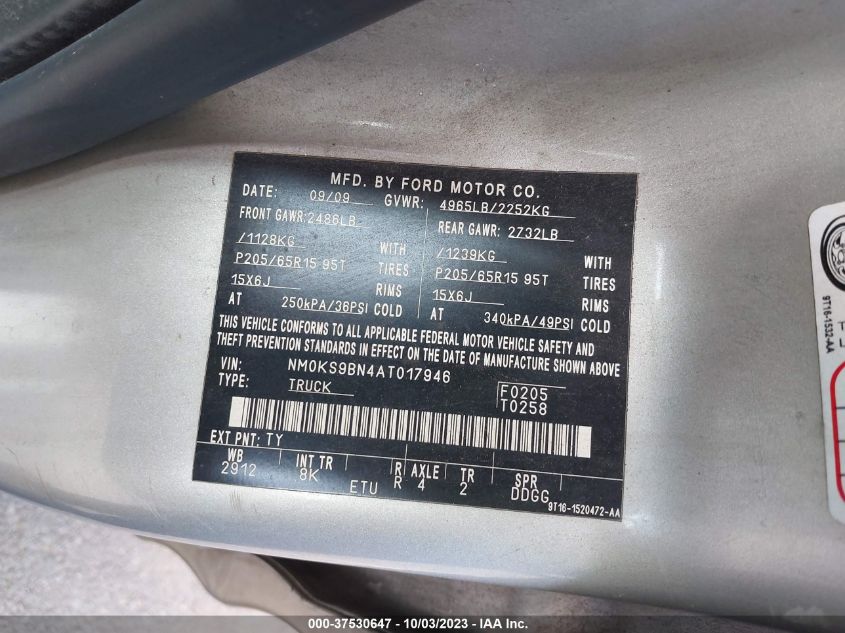 MFD. BY FORD MOTOR CO.
DATE: 09/09 GVWR: 4965LB/2252KG
FRONT GAWR: 2486LB REAR GAWR: 2732LB
/1128KG WITH /1239KG WITH
P205/65R15 95T TIRES P205/65R15 95T TIRES
15X6J RIMS 15X6J RIMS
AT 250kPA/36PSI COLD AT 340kPA/49PSI COLD
THIS VEHICLE CONFORMS TO ALL APPLICABLE FEDERAL MOTOR VEHICLE SAFETY AND
THEFT PREVENTION STANDARDS IN EFFECT ON THE DATE OF MANUFACTURE SHOWN ABOVE
VIN: NM0KS9BN4AT017946
TYPE: TRUCK
F0205
T0258
EXT PNT: TY
WB INT TR R AXLE TR SPR
2912 8K ETU R 4 2 DDGG
9T16-1520472-AA
9T16-1532-AA
000-37530647 - 10/03/2023 - IAA Inc.